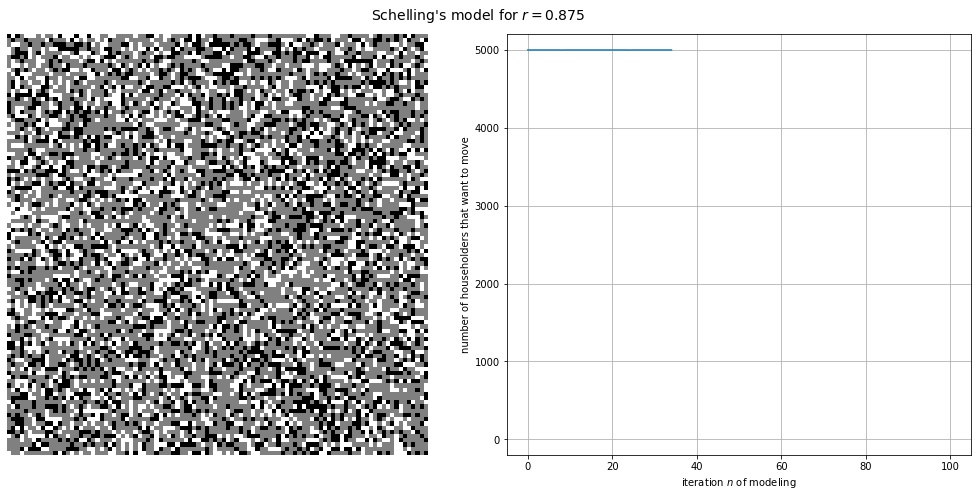 Schelling's model for r = 0.875
5000
4000
3000
2000
1000
0
number of householders that want to move
0 20 40 60 80 100
iteration n of modeling